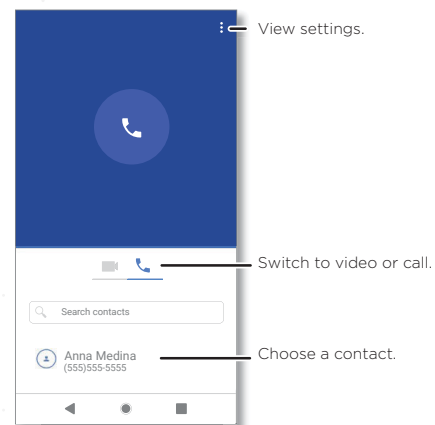 View settings.
Switch to video or call.
Search contacts
Anna Medina
(555)555-5555
Choose a contact.